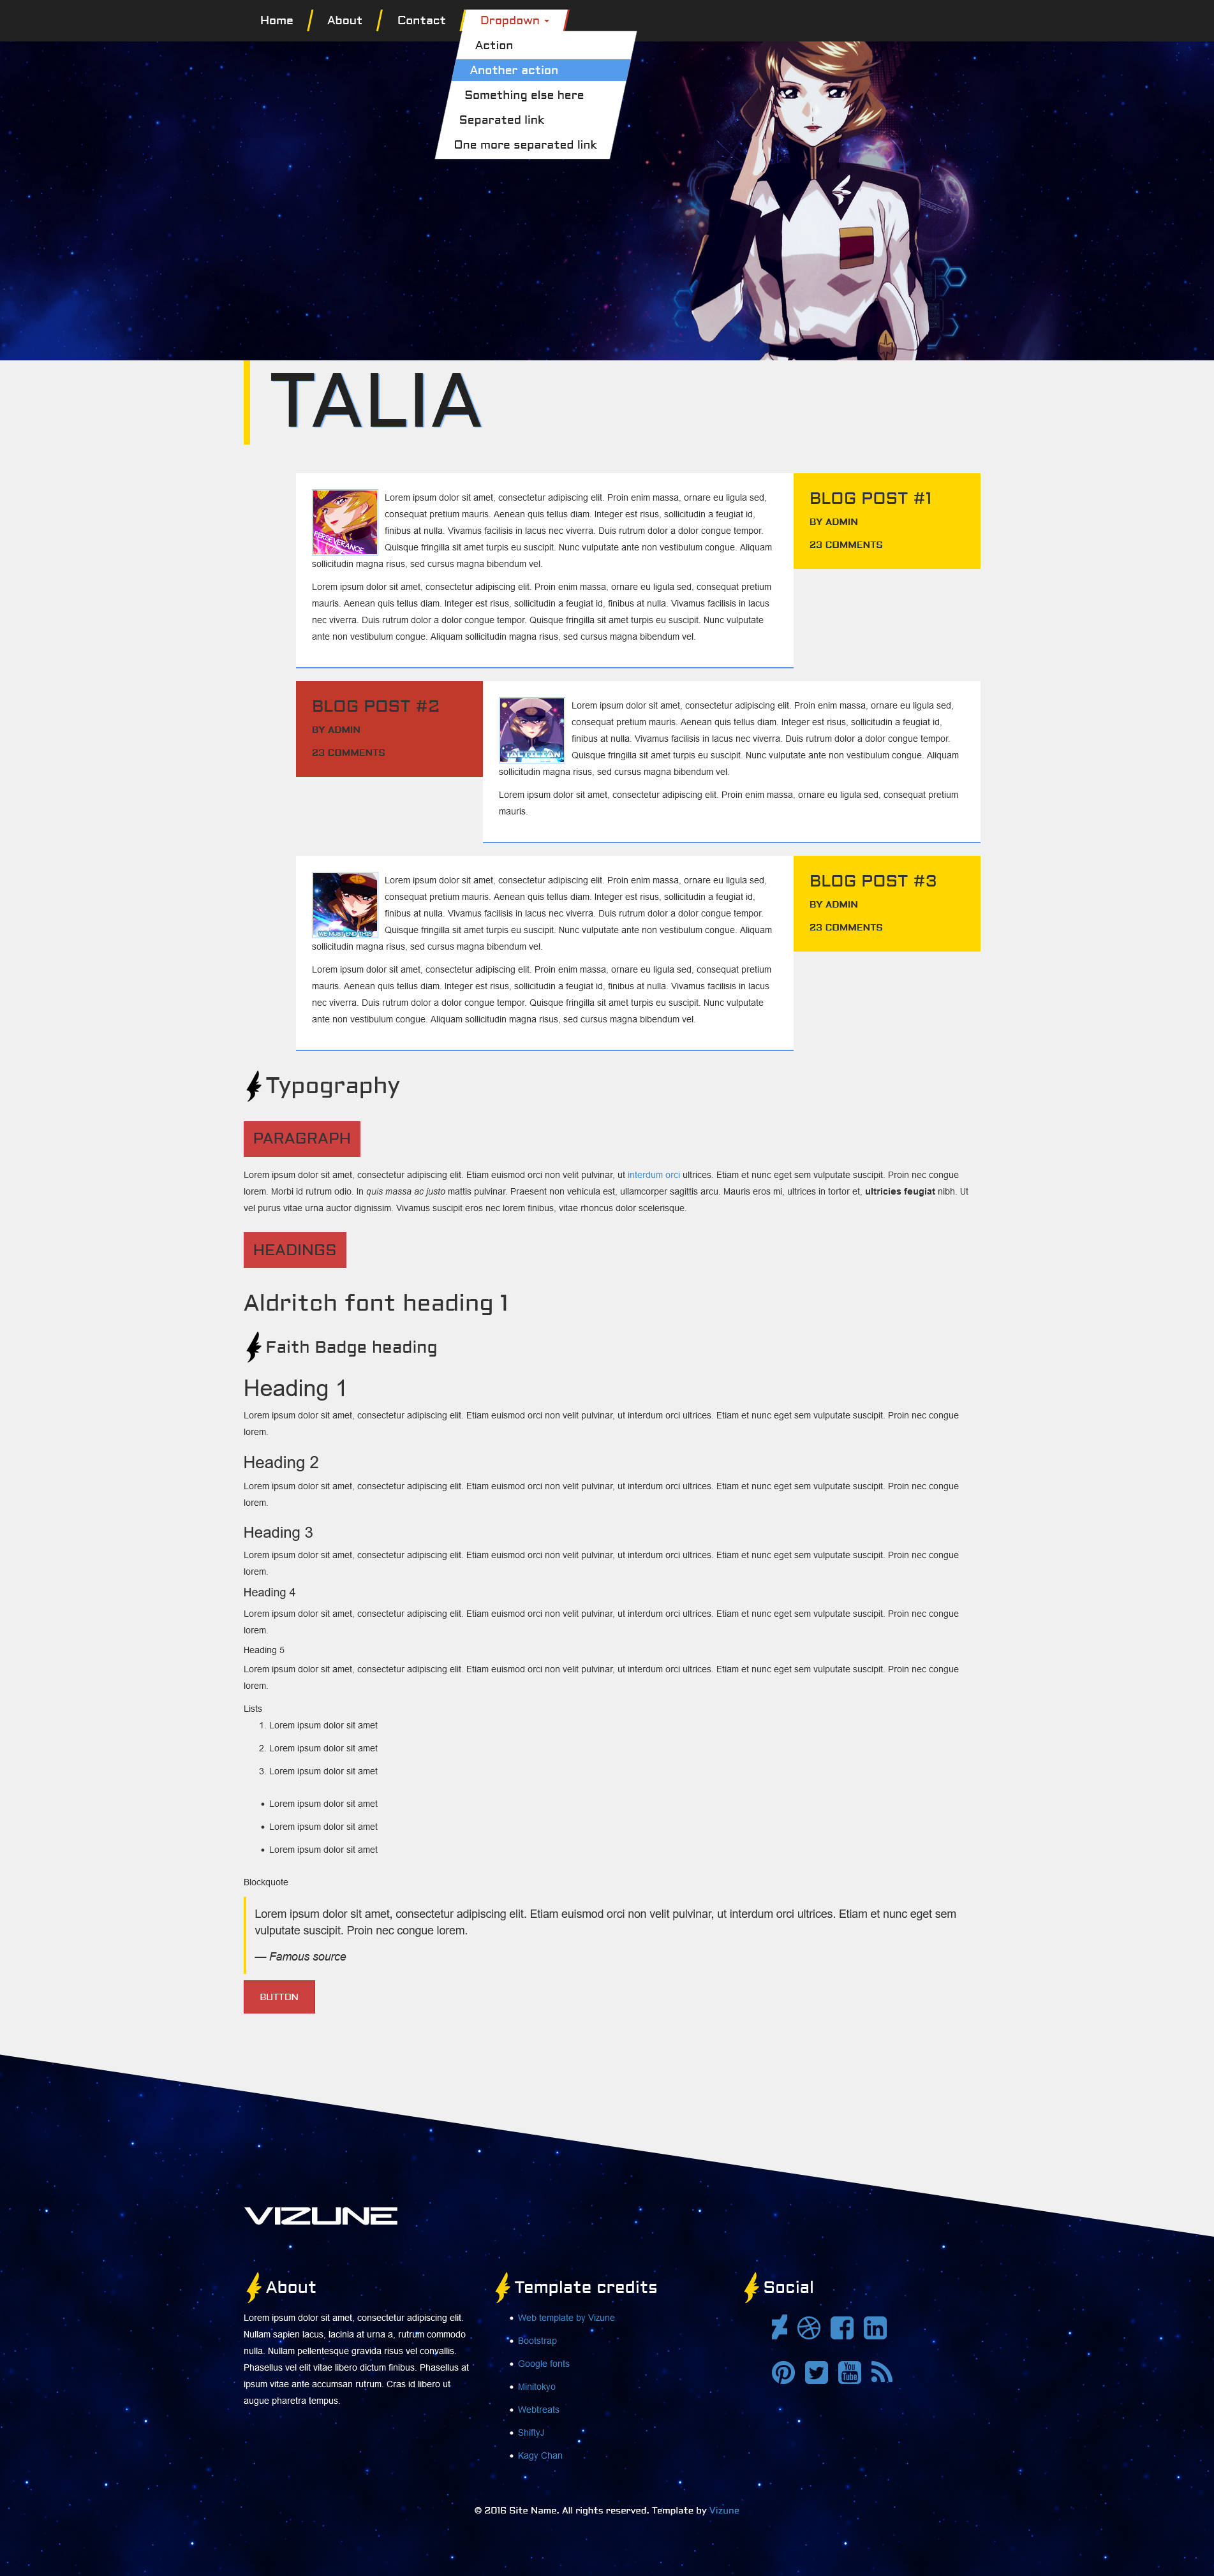 Home
About
Contact
Dropdown
Action
Another action
Something else here
Separated link
One more separated link
TALIA
PERSEVERANCE
Lorem ipsum dolor sit amet, consectetur adipiscing elit. Proin enim massa, ornare eu ligula sed,
consequat pretium mauris. Aenean quis tellus diam. Integer est risus, sollicitudin a feugiat id,
finibus at nulla. Vivamus facilisis in lacus nec viverra. Duis rutrum dolor a dolor congue tempor.
Quisque fringilla sit amet turpis eu suscipit. Nunc vulputate ante non vestibulum congue. Aliquam
sollicitudin magna risus, sed cursus magna bibendum vel.
Lorem ipsum dolor sit amet, consectetur adipiscing elit. Proin enim massa, ornare eu ligula sed, consequat pretium
mauris. Aenean quis tellus diam. Integer est risus, sollicitudin a feugiat id, finibus at nulla. Vivamus facilisis in lacus
nec viverra. Duis rutrum dolor a dolor congue tempor. Quisque fringilla sit amet turpis eu suscipit. Nunc vulputate
ante non vestibulum congue. Aliquam sollicitudin magna risus, sed cursus magna bibendum vel.
BLOG POST #1
BY ADMIN
23 COMMENTS
BLOG POST #2
BY ADMIN
23 COMMENTS
TACTICIAN
Lorem ipsum dolor sit amet, consectetur adipiscing elit. Proin enim massa, ornare eu ligula sed,
consequat pretium mauris. Aenean quis tellus diam. Integer est risus, sollicitudin a feugiat id,
finibus at nulla. Vivamus facilisis in lacus nec viverra. Duis rutrum dolor a dolor congue tempor.
Quisque fringilla sit amet turpis eu suscipit. Nunc vulputate ante non vestibulum congue. Aliquam
sollicitudin magna risus, sed cursus magna bibendum vel.
Lorem ipsum dolor sit amet, consectetur adipiscing elit. Proin enim massa, ornare eu ligula sed, consequat pretium
mauris.
WE MUST END THIS
Lorem ipsum dolor sit amet, consectetur adipiscing elit. Proin enim massa, ornare eu ligula sed,
consequat pretium mauris. Aenean quis tellus diam. Integer est risus, sollicitudin a feugiat id,
finibus at nulla. Vivamus facilisis in lacus nec viverra. Duis rutrum dolor a dolor congue tempor.
Quisque fringilla sit amet turpis eu suscipit. Nunc vulputate ante non vestibulum congue. Aliquam
sollicitudin magna risus, sed cursus magna bibendum vel.
Lorem ipsum dolor sit amet, consectetur adipiscing elit. Proin enim massa, ornare eu ligula sed, consequat pretium
mauris. Aenean quis tellus diam. Integer est risus, sollicitudin a feugiat id, finibus at nulla. Vivamus facilisis in lacus
nec viverra. Duis rutrum dolor a dolor congue tempor. Quisque fringilla sit amet turpis eu suscipit. Nunc vulputate
ante non vestibulum congue. Aliquam sollicitudin magna risus, sed cursus magna bibendum vel.
BLOG POST #3
BY ADMIN
23 COMMENTS
Typography
PARAGRAPH
Lorem ipsum dolor sit amet, consectetur adipiscing elit. Etiam euismod orci non velit pulvinar, ut interdum orci ultrices. Etiam et nunc eget sem vulputate suscipit. Proin nec congue
lorem. Morbi id rutrum odio. In quis massa ac justo mattis pulvinar. Praesent non vehicula est, ullamcorper sagittis arcu. Mauris eros mi, ultrices in tortor et, ultricies feugiat nibh. Ut
vel purus vitae urna auctor dignissim. Vivamus suscipit eros nec lorem finibus, vitae rhoncus dolor scelerisque.
HEADINGS
Aldritch font heading 1
Faith Badge heading
Heading 1
Lorem ipsum dolor sit amet, consectetur adipiscing elit. Etiam euismod orci non velit pulvinar, ut interdum orci ultrices. Etiam et nunc eget sem vulputate suscipit. Proin nec congue
lorem.
Heading 2
Lorem ipsum dolor sit amet, consectetur adipiscing elit. Etiam euismod orci non velit pulvinar, ut interdum orci ultrices. Etiam et nunc eget sem vulputate suscipit. Proin nec congue
lorem.
Heading 3
Lorem ipsum dolor sit amet, consectetur adipiscing elit. Etiam euismod orci non velit pulvinar, ut interdum orci ultrices. Etiam et nunc eget sem vulputate suscipit. Proin nec congue
lorem.
Heading 4
Lorem ipsum dolor sit amet, consectetur adipiscing elit. Etiam euismod orci non velit pulvinar, ut interdum orci ultrices. Etiam et nunc eget sem vulputate suscipit. Proin nec congue
lorem.
Heading 5
Lorem ipsum dolor sit amet, consectetur adipiscing elit. Etiam euismod orci non velit pulvinar, ut interdum orci ultrices. Etiam et nunc eget sem vulputate suscipit. Proin nec congue
lorem.
Lists
1. Lorem ipsum dolor sit amet
2. Lorem ipsum dolor sit amet
3. Lorem ipsum dolor sit amet
• Lorem ipsum dolor sit amet
• Lorem ipsum dolor sit amet
• Lorem ipsum dolor sit amet
Blockquote
Lorem ipsum dolor sit amet, consectetur adipiscing elit. Etiam euismod orci non velit pulvinar, ut interdum orci ultrices. Etiam et nunc eget sem
vulputate suscipit. Proin nec congue lorem.
— Famous source
BUTTON
VIZUNE
About
Lorem ipsum dolor sit amet, consectetur adipiscing elit.
Nullam sapien lacus, lacinia at urna a, rutrum commodo
nulla. Nullam pellentesque gravida risus vel convallis.
Phasellus vel elit vitae libero dictum finibus. Phasellus at
ipsum vitae ante accumsan rutrum. Cras id libero ut
augue pharetra tempus.
Template credits
• Web template by Vizune
• Bootstrap
• Google fonts
• Minitokyo
• Webtreats
• ShiftyJ
• Kagy Chan
Social
You
Tube
© 2016 Site Name. All rights reserved. Template by Vizune